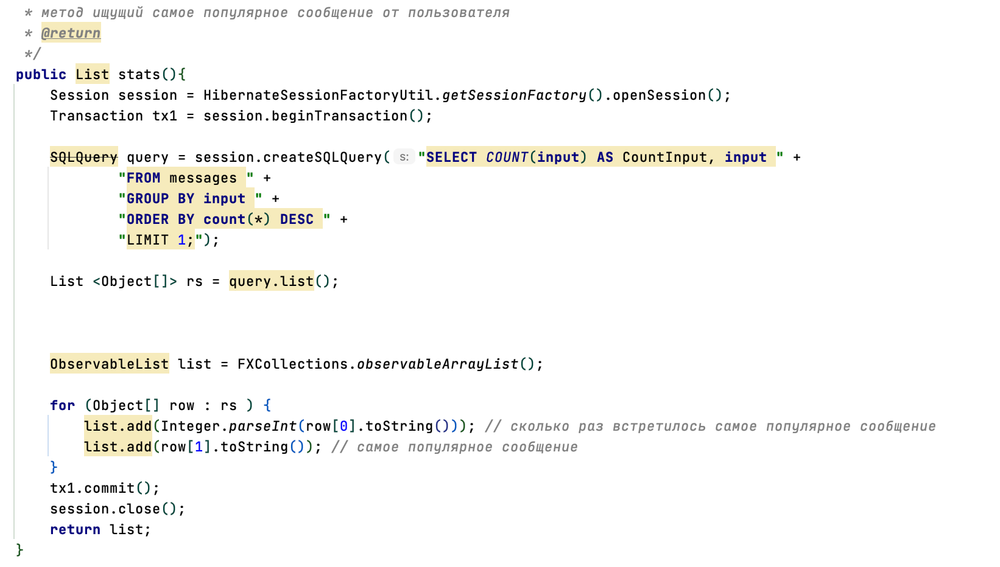 * метод ищущий самое популярное сообщение от пользователя
* @return
*/
public List stats(){
Session session = HibernateSessionFactoryUtil.getSessionFactory().openSession();
Transaction tx1 = session.beginTransaction();
SQLQuery query = session.createSQLQuery( s: "SELECT COUNT(input) AS CountInput, input " +
"FROM messages " +
"GROUP BY input " +
"ORDER BY count(*) DESC " +
"LIMIT 1;");
List <Object[]> rs = query.list();
ObservableList list = FXCollections.observableArrayList();
for (Object[] row : rs ) {
list.add(Integer.parseInt(row[0].toString())); // сколько раз встретилось самое популярное сообщение
list.add(row[1].toString()); // самое популярное сообщение
}
tx1.commit();
session.close();
return list;
}